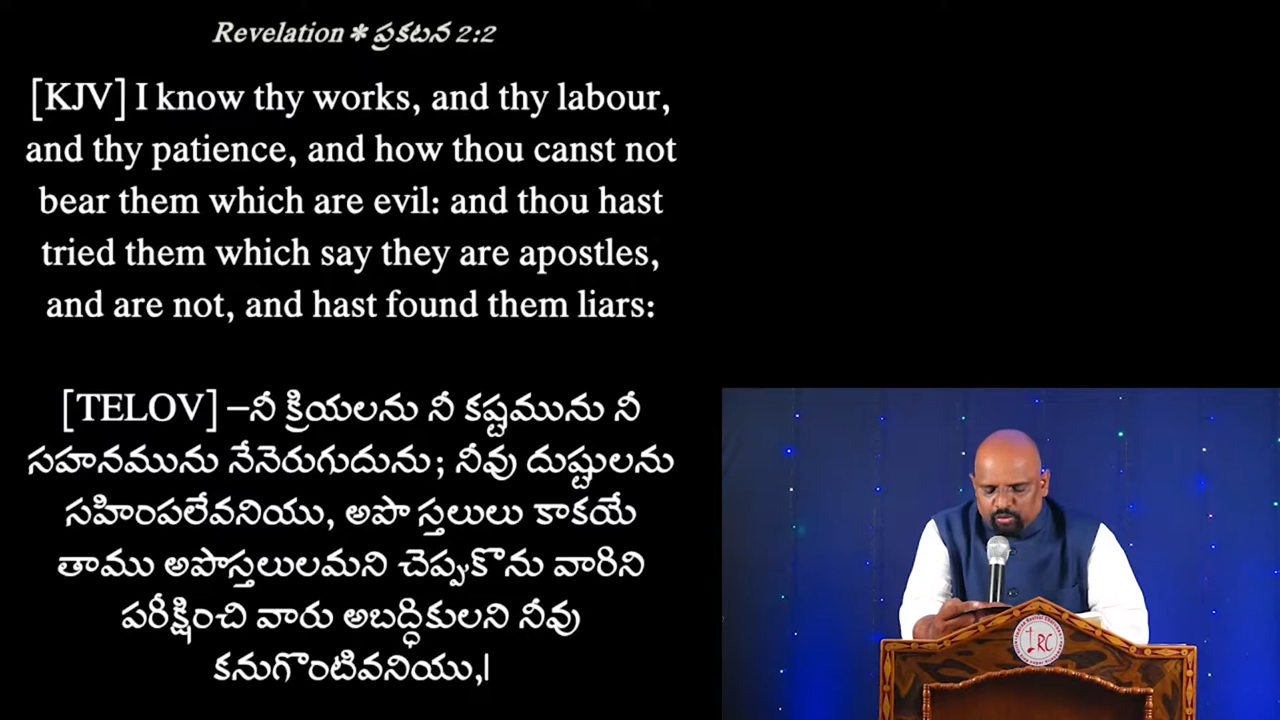 Revelation * ప్రకటన 2:2
[KJV] I know thy works, and thy labour,
and thy patience, and how thou canst not
bear them which are evil: and thou hast
tried them which say they are apostles,
and are not, and hast found them liars:
[TELOV] –నీ క్రియలను నీ కష్టమును నీ
సహనమును నేనెరుగుదును; నీవు దుష్టులను
సహింపలేవనియు, అపొ స్తలులు కాకయే
తాము అపొస్తలులమని చెప్పుకొను వారిని
పరీక్షించి వారు అబద్ధికులని నీవు
కనుగొంటివనియు,|
RC